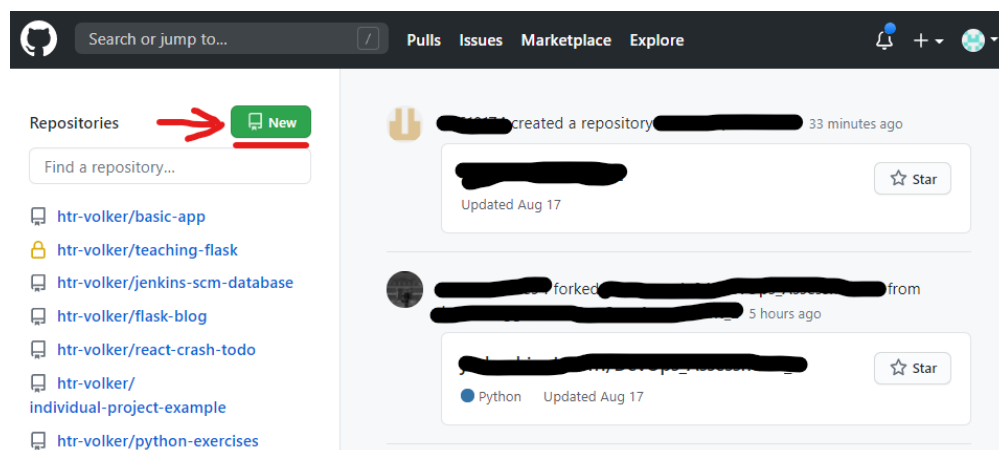 Search or jump to... /
Pulls Issues Marketplace Explore
Repositories
New
Find a repository...
htr-volker/basic-app
htr-volker/teaching-flask
htr-volker/jenkins-scm-database
htr-volker/flask-blog
htr-volker/react-crash-todo
htr-volker/
individual-project-example
htr-volker/python-exercises
created a repository 33 minutes ago
Star
Updated Aug 17
forked from
5 hours ago
Star
Python Updated Aug 17